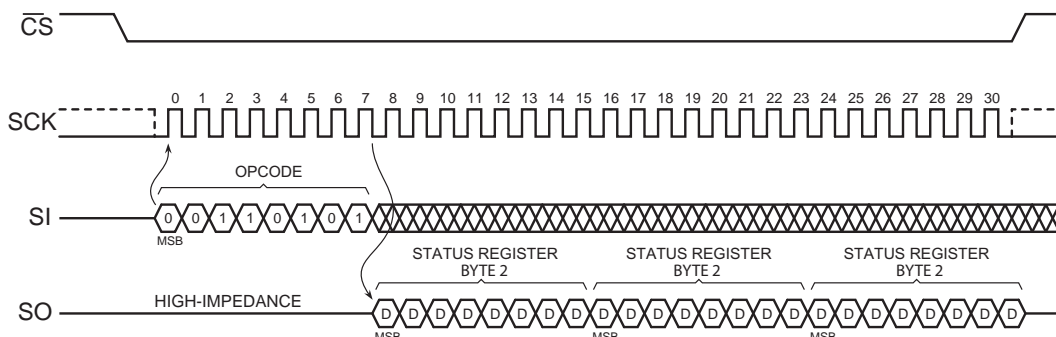 CS
0 1 2 3 4 5 6 7 8 9 10 11 12 13 14 15 16 17 18 19 20 21 22 23 24 25 26 27 28 29 30
SCK
OPCODE
SI 0 0 1 1 0 1 0 1
MSB
STATUS REGISTER BYTE 2
STATUS REGISTER BYTE 2
STATUS REGISTER BYTE 2
HIGH-IMPEDANCE
SO D D D D D D D D D D D D D D D D D D D D D D D D
MSB MSB MSB